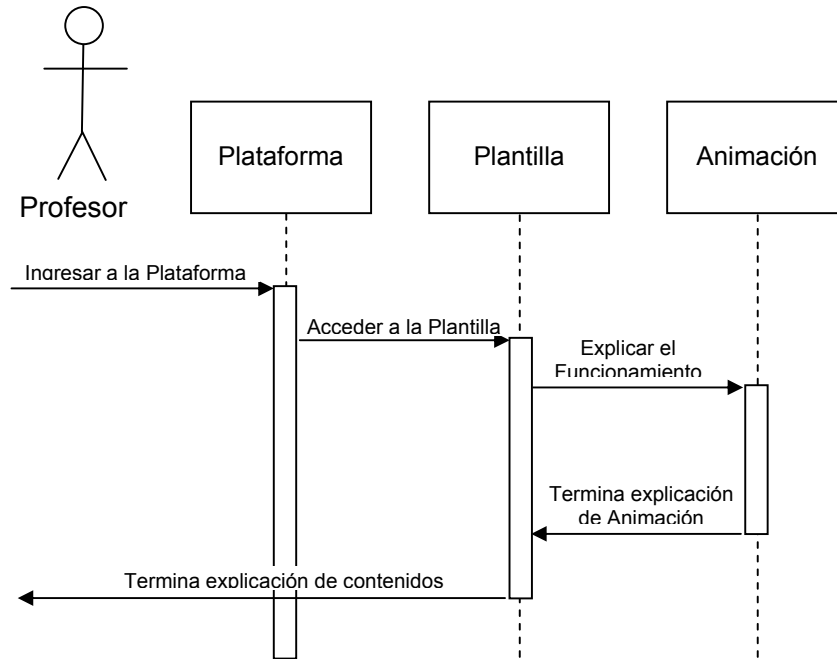 Plataforma
Plantilla
Animación
Profesor
Ingresar a la Plataforma
Acceder a la Plantilla
Explicar el
Funcionamiento
Termina explicación
de Animación
Termina explicación de contenidos